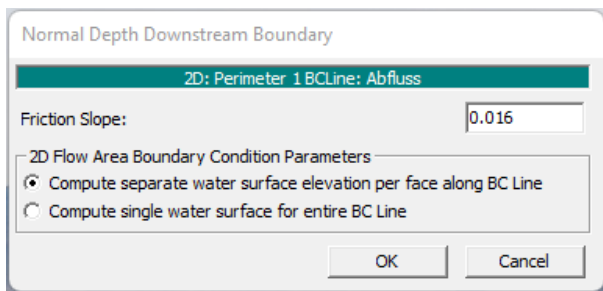 Normal Depth Downstream Boundary
2D: Perimeter 1 BCLine: Abfluss
Friction Slope:
0.016
2D Flow Area Boundary Condition Parameters
Compute separate water surface elevation per face along BC Line
Compute single water surface for entire BC Line
OK
Cancel